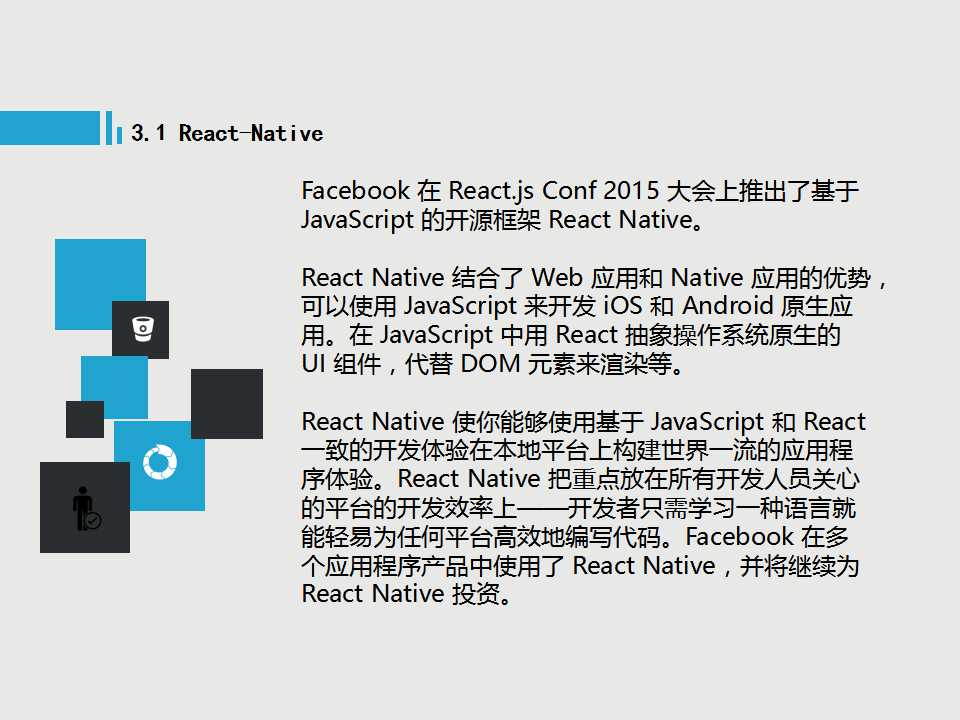 3.1 React-Native
Facebook 在 React.js Conf 2015 大会上推出了基于
JavaScript 的开源框架 React Native。
React Native 结合了 Web 应用和 Native 应用的优势，
可以使用 JavaScript 来开发 iOS 和 Android 原生应
用。在 JavaScript 中用 React 抽象操作系统原生的
UI 组件，代替 DOM 元素来渲染等。
React Native 使你能够使用基于 JavaScript 和 React
一致的开发体验在本地平台上构建世界一流的应用程
序体验。React Native 把重点放在所有开发人员关心
的平台的开发效率上——开发者只需学习一种语言就
能轻易为任何平台高效地编写代码。Facebook 在多
个应用程序产品中使用了 React Native，并将继续为
React Native 投资。